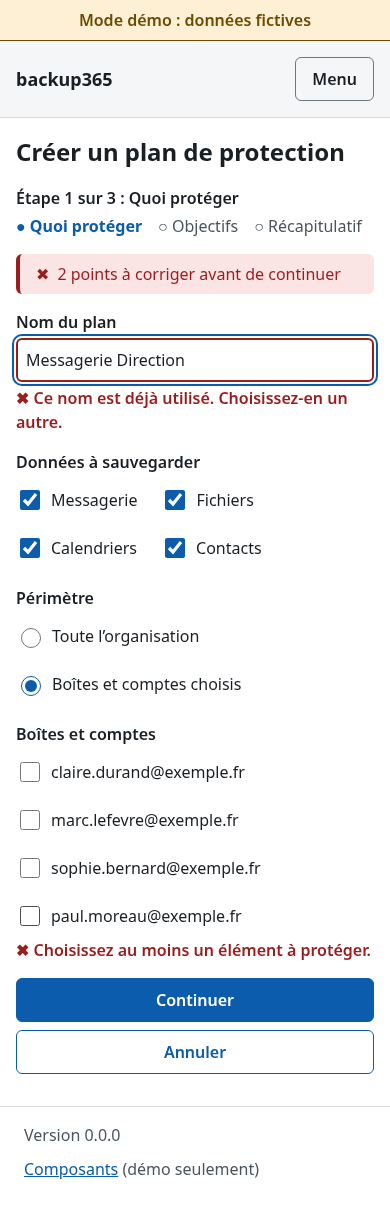 Mode démo : données fictives
backup365
Menu
Créer un plan de protection
Étape 1 sur 3 : Quoi protéger
● Quoi protéger ○ Objectifs ○ Récapitulatif
✖ 2 points à corriger avant de continuer
Nom du plan
Messagerie Direction
✖ Ce nom est déjà utilisé. Choisissez-en un
autre.
Données à sauvegarder
Messagerie Fichiers
Calendriers Contacts
Périmètre
Toute l’organisation
Boîtes et comptes choisis
Boîtes et comptes
claire.durand@exemple.fr
marc.lefevre@exemple.fr
sophie.bernard@exemple.fr
paul.moreau@exemple.fr
✖ Choisissez au moins un élément à protéger.
Continuer
Annuler
Version 0.0.0
Composants (démo seulement)